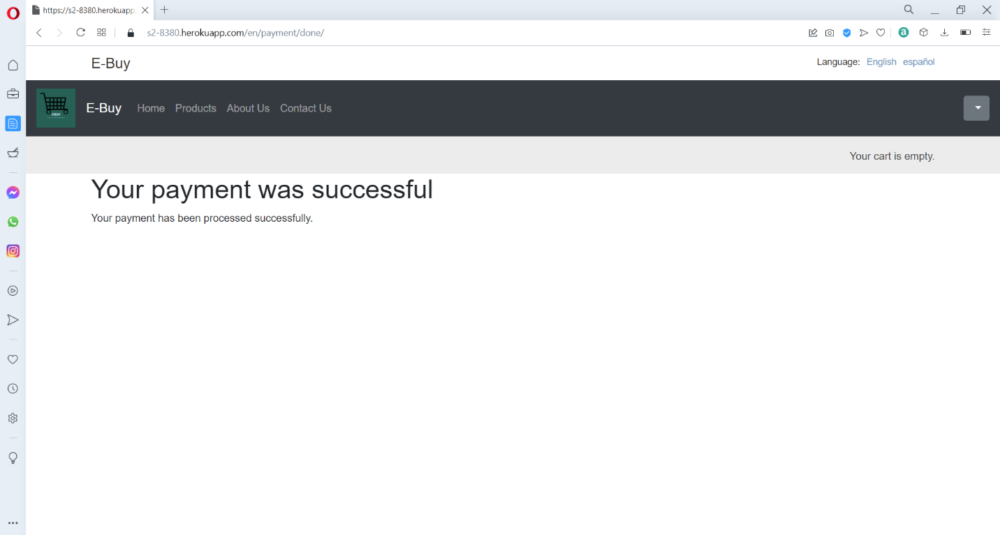 https://s2-8380.herokuapp
s2-8380.herokuapp.com/en/payment/done/
E-Buy
Language: English español
EBUY
E-Buy Home Products About Us Contact Us
Your cart is empty.
Your payment was successful
Your payment has been processed successfully.